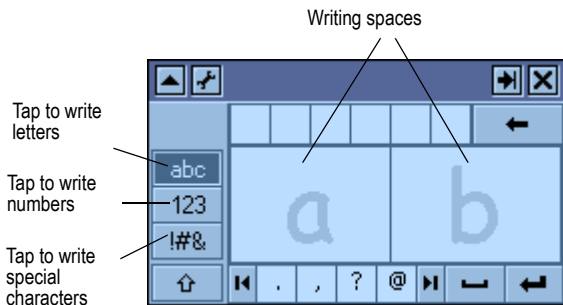 Writing spaces
Tap to write
letters
abc
a b
Tap to write
numbers
123
Tap to write
special
characters
!#&
. , ? @